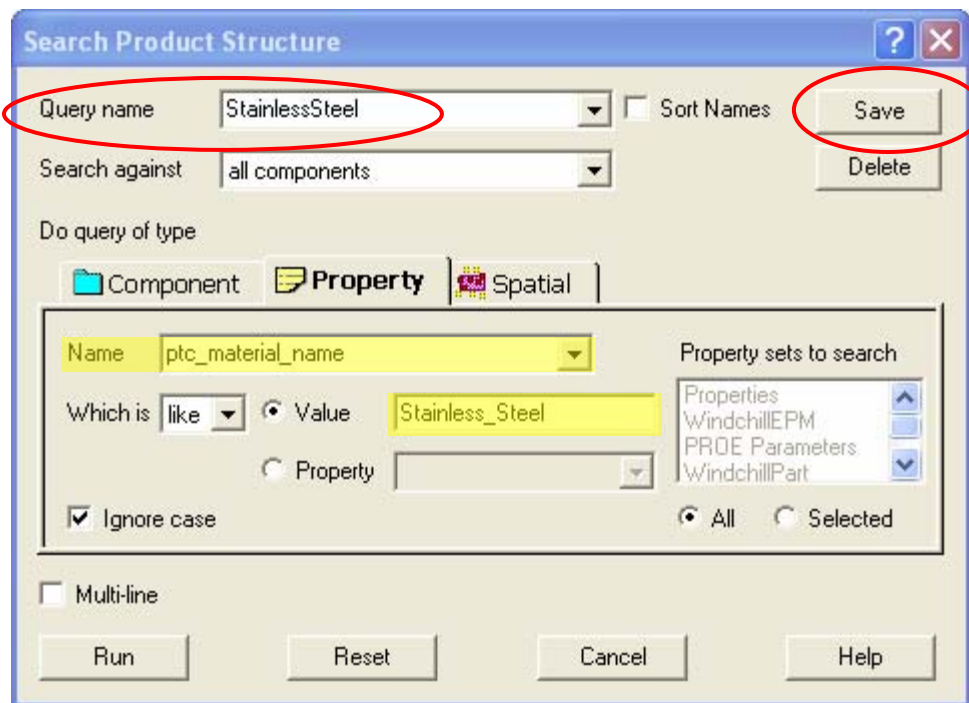 Search Product Structure
Query name StainlessSteel Sort Names Save
Search against all components Delete
Do query of type
Component Property Spatial
Name ptc_material_name Property sets to search
Properties
Which is like Value Stainless_Steel WindchillEPM
PROE Parameters
Property WindchillPart
Ignore case All Selected
Multi-line
Run Reset Cancel Help